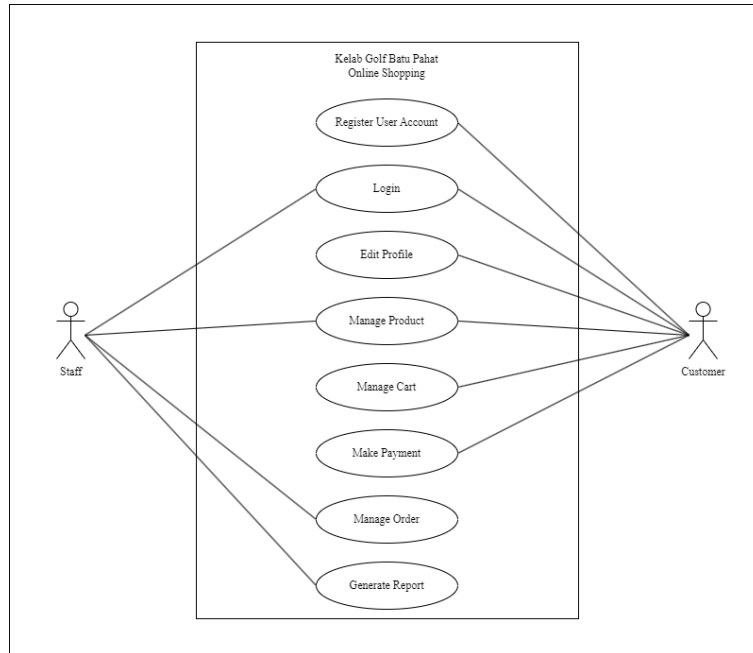 Kelab Golf Batu Pahat
Online Shopping
Register User Account
Login
Edit Profile
Manage Product
Staff
Customer
Manage Cart
Make Payment
Manage Order
Generate Report